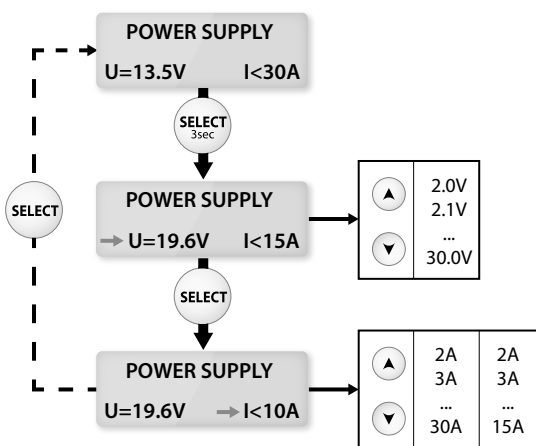 POWER SUPPLY
U=13.5V I<30A
SELECT
3sec
SELECT
POWER SUPPLY
U=19.6V I<15A
2.0V
2.1V
...
30.0V
SELECT
POWER SUPPLY
U=19.6V I<10A
2A 2A
3A 3A
... ...
30A 15A